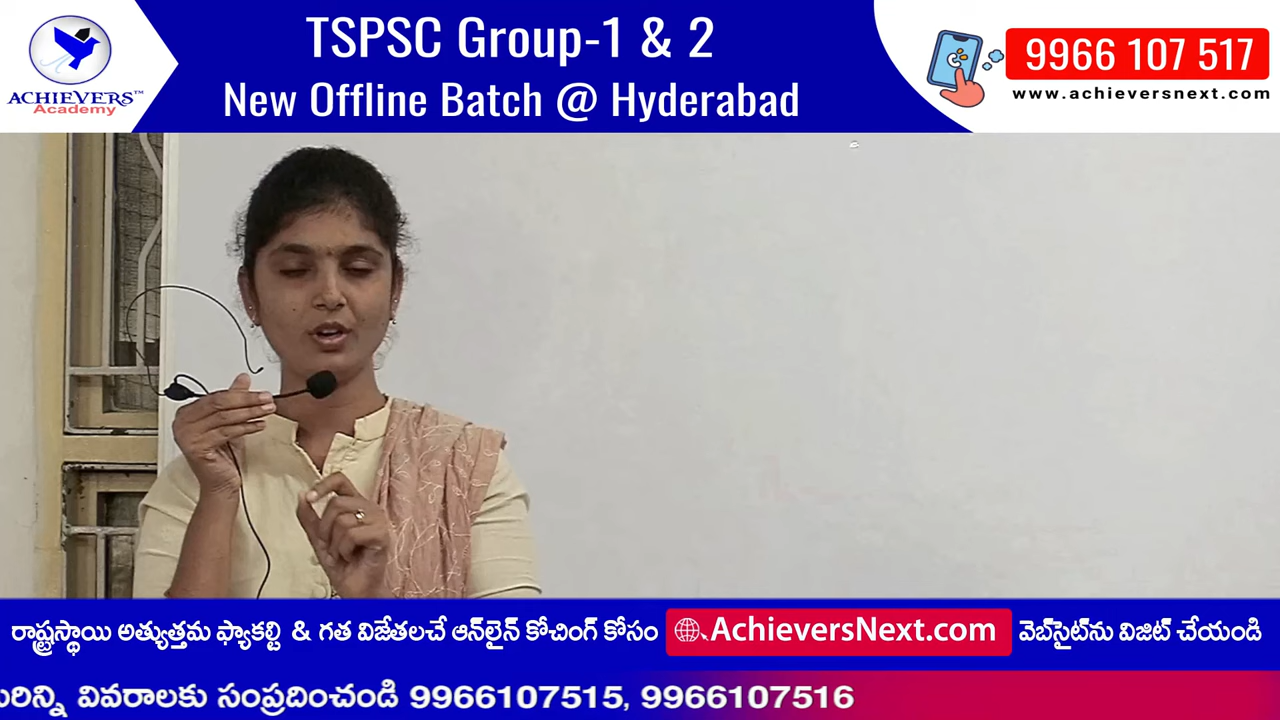 ACHIEVERS™
Academy
TSPSC Group-1 & 2
New Offline Batch @ Hyderabad
9966 107 517
www.achieversnext.com
రాష్ట్రస్థాయి అత్యుత్తమ ఫ్యాకల్టి & గత విజేతలచే ఆన్‌లైన్ కోచింగ్ కోసం AchieversNext.com వెబ్‌సైట్‌ను విజిట్ చేయండి
వివరాలకు సంప్రదించండి 9966107515, 9966107516